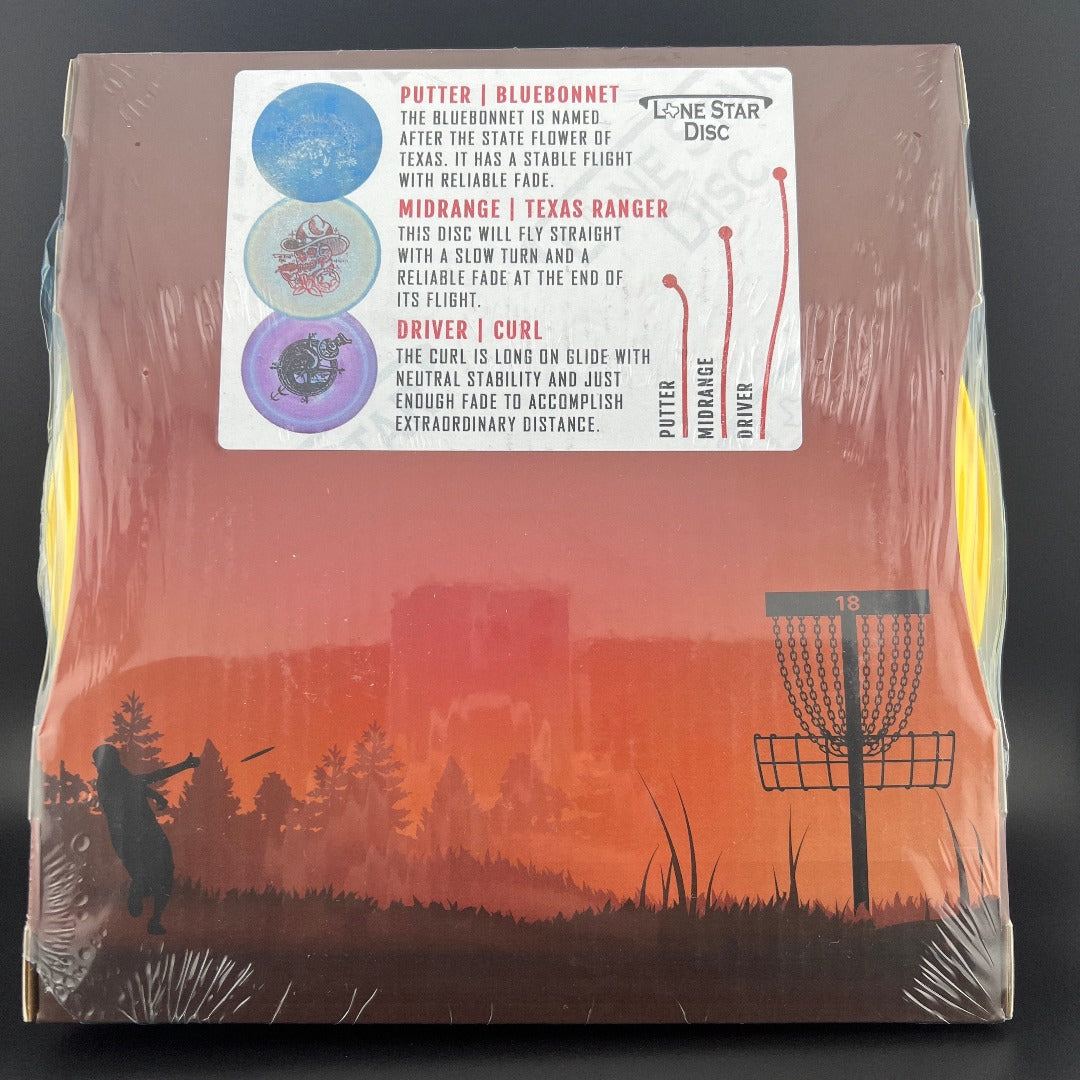 PUTTER | BLUEBONNET
THE BLUEBONNET IS NAMED
AFTER THE STATE FLOWER OF
TEXAS. IT HAS A STABLE FLIGHT
WITH RELIABLE FADE.
MIDRANGE | TEXAS RANGER
THIS DISC WILL FLY STRAIGHT
WITH A SLOW TURN AND A
RELIABLE FADE AT THE END OF
ITS FLIGHT.
DRIVER | CURL
THE CURL IS LONG ON GLIDE WITH
NEUTRAL STABILITY AND JUST
ENOUGH FADE TO ACCOMPLISH
EXTRAORDINARY DISTANCE.
LONE STAR
DISC
PUTTER
MIDRANGE
DRIVER
18